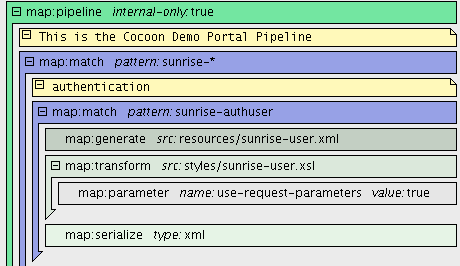 map:pipeline internal-only: true
This is the Cocoon Demo Portal Pipeline
map:match pattern: sunrise-*
authentication
map:match pattern: sunrise-authuser
map:generate src: resources/sunrise-user.xml
map:transform src: styles/sunrise-user.xsl
map:parameter name: use-request-parameters value: true
map:serialize type: xml